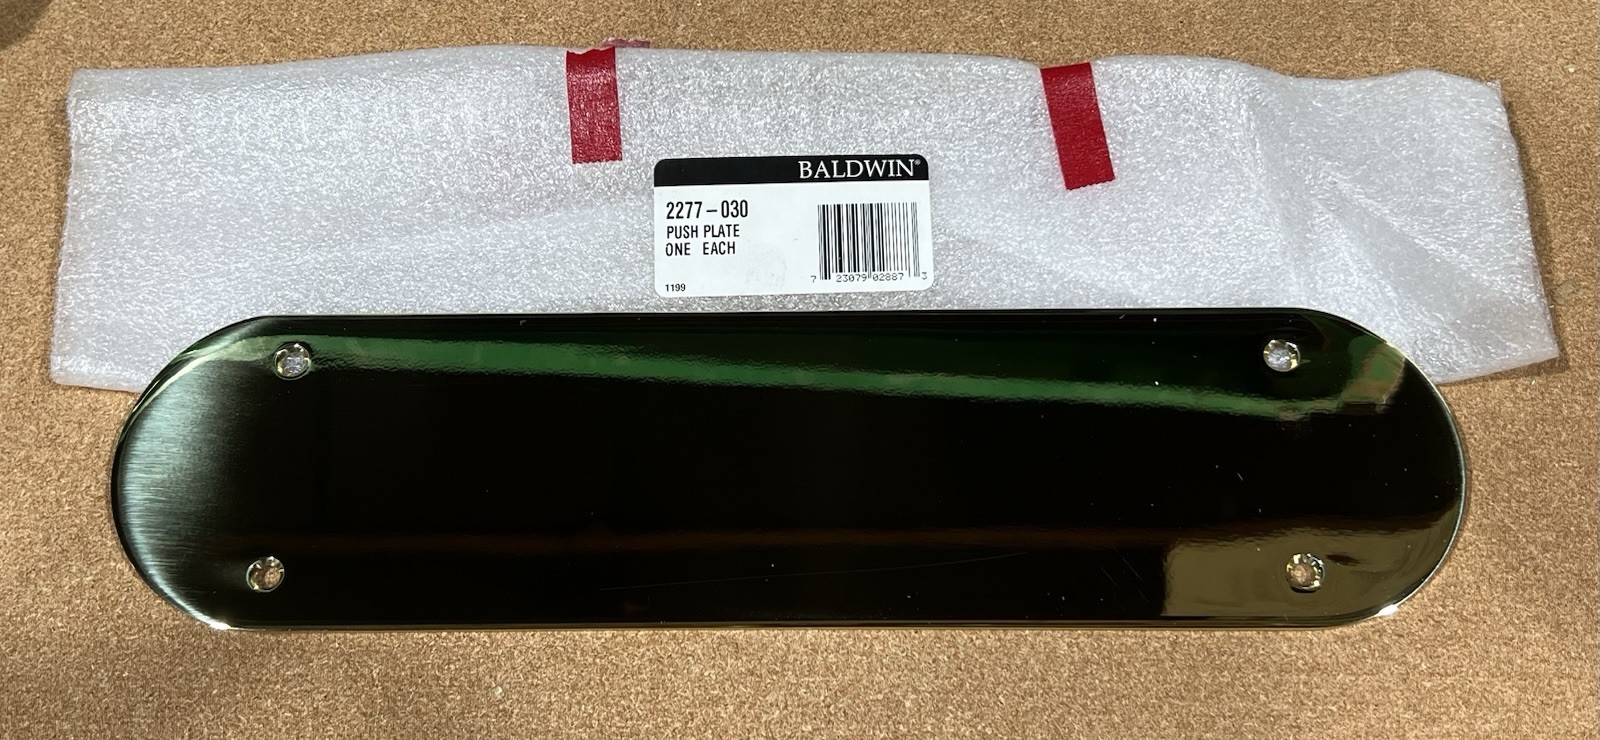 BALDWIN®
2277-030
PUSH PLATE
ONE EACH
7 23079 02887 3
1199